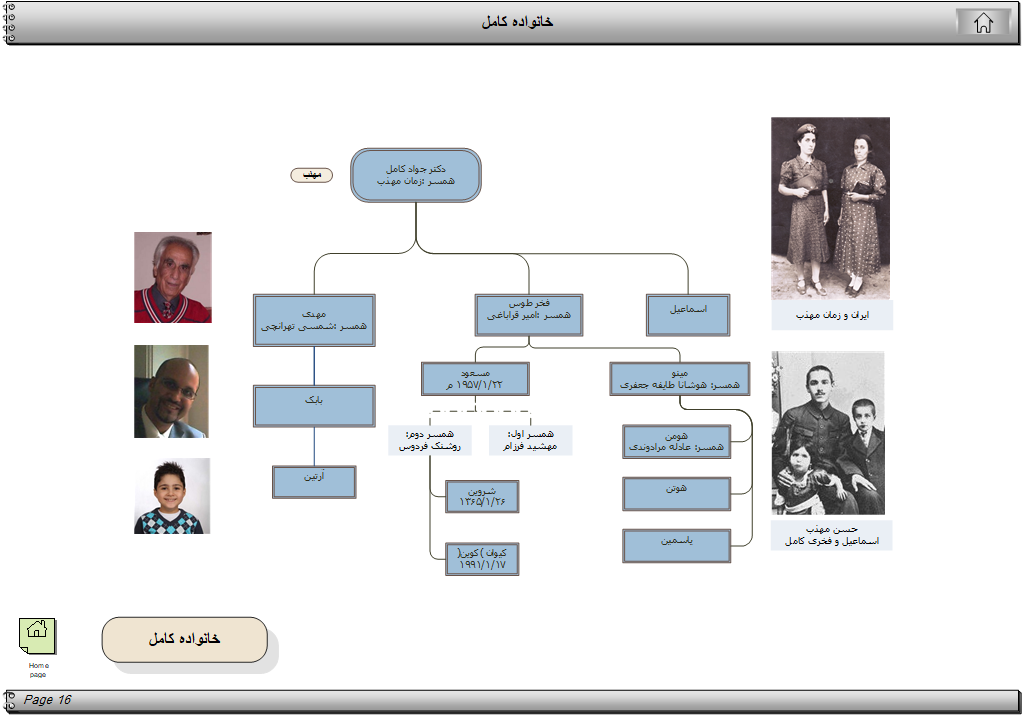 خانواده کامل
مهذب
دکتر جواد کامل
همسر :زمان مهذب
مهدی
همسر :شمسی تهرانچی
فخر طوس
همسر :امیر قراباغی
اسماعیل
ایران و زمان مهذب
بابک
مسعود
۱۹۵۷/۱/۲۲ م
مینو
همسر: هوشانا طایفه جعفری
همسر دوم:
روشنک فردوس
همسر اول:
مهشید فرزام
هومن
همسر: عادله مرادوندی
آرتین
شروین
۱۳۶۵/۱/۲۶
هوتن
کیوان )کوین(
۱۹۹۱/۱/۱۷
یاسمین
حسن مهذب
اسماعیل و فخری کامل
خانواده کامل
Home
page
Page 16